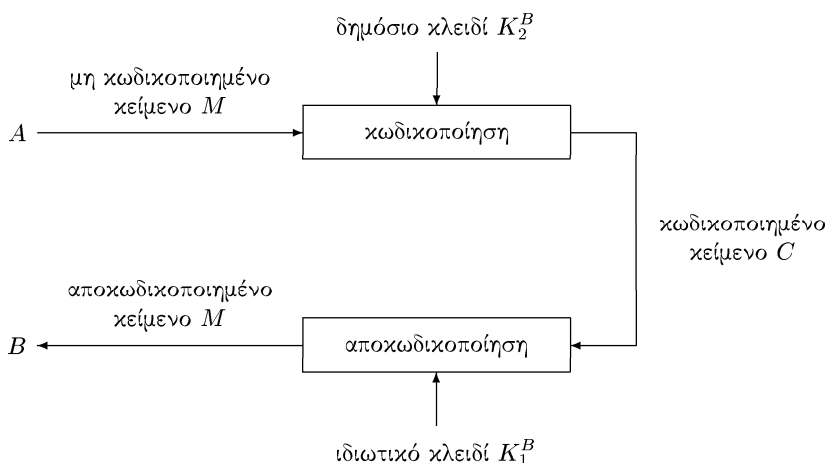 δημόσιο κλειδί $K_2^B$
μη κωδικοποιημένο
κείμενο $M$
$A$
κωδικοποίηση
κωδικοποιημένο
κείμενο $C$
αποκωδικοποιημένο
κείμενο $M$
$B$
αποκωδικοποίηση
ιδιωτικό κλειδί $K_1^B$